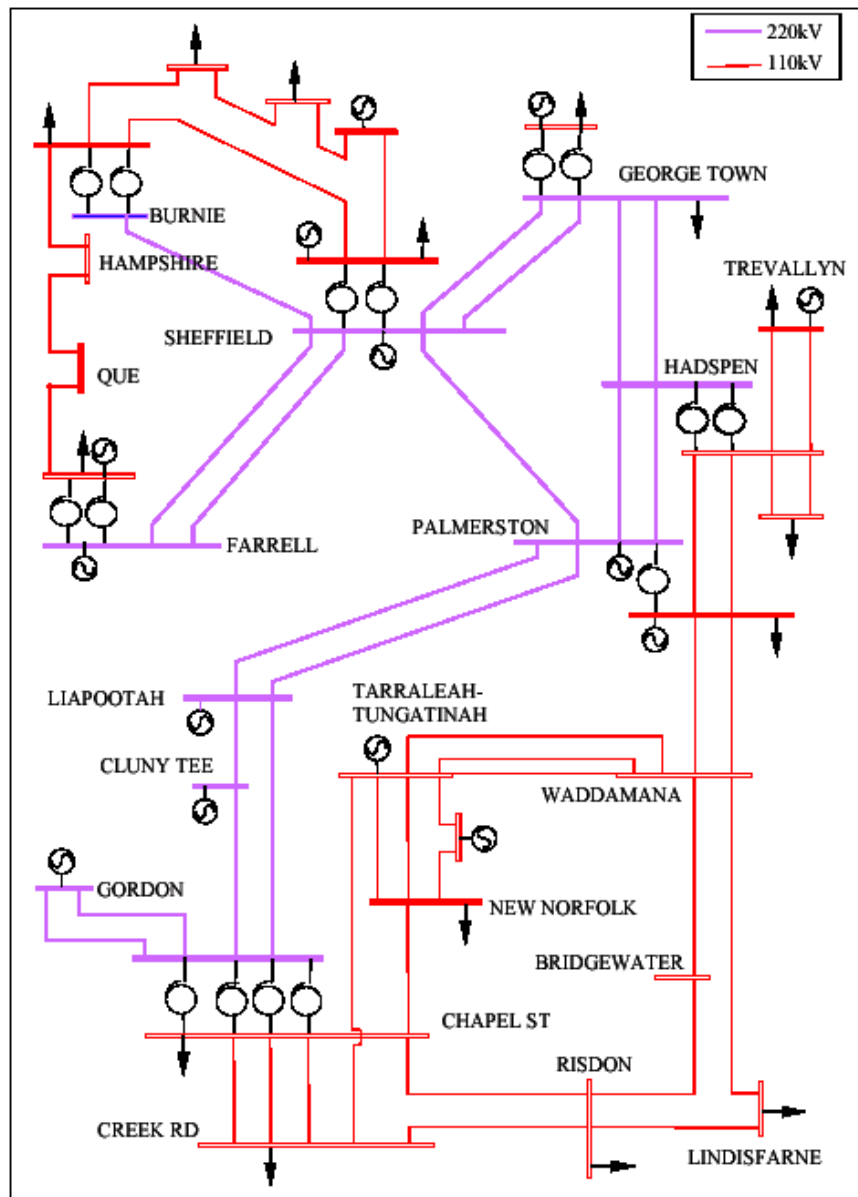 220kV
110kV
GEORGE TOWN
BURNIE
HAMPSHIRE
TREVALLYN
SHEFFIELD
HADSPEN
QUE
PALMERSTON
FARRELL
LIAPOOTAH
TARRALEAH-
TUNGATINAH
CLUNY TEE
WADDAMANA
GORDON
NEW NORFOLK
BRIDGEWATER
CHAPEL ST
RISDON
CREEK RD
LINDISFARNE